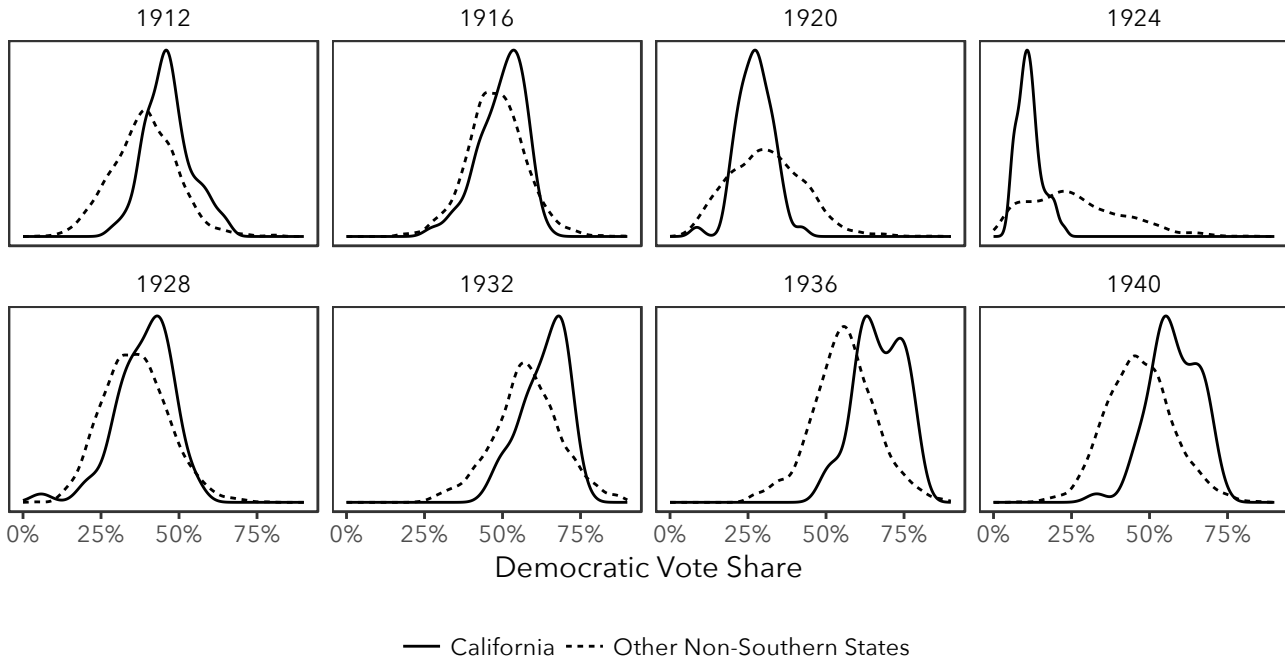 1912 1916 1920 1924
1928 1932 1936 1940
0% 25% 50% 75% 0% 25% 50% 75% 0% 25% 50% 75% 0% 25% 50% 75%
Democratic Vote Share
California Other Non-Southern States